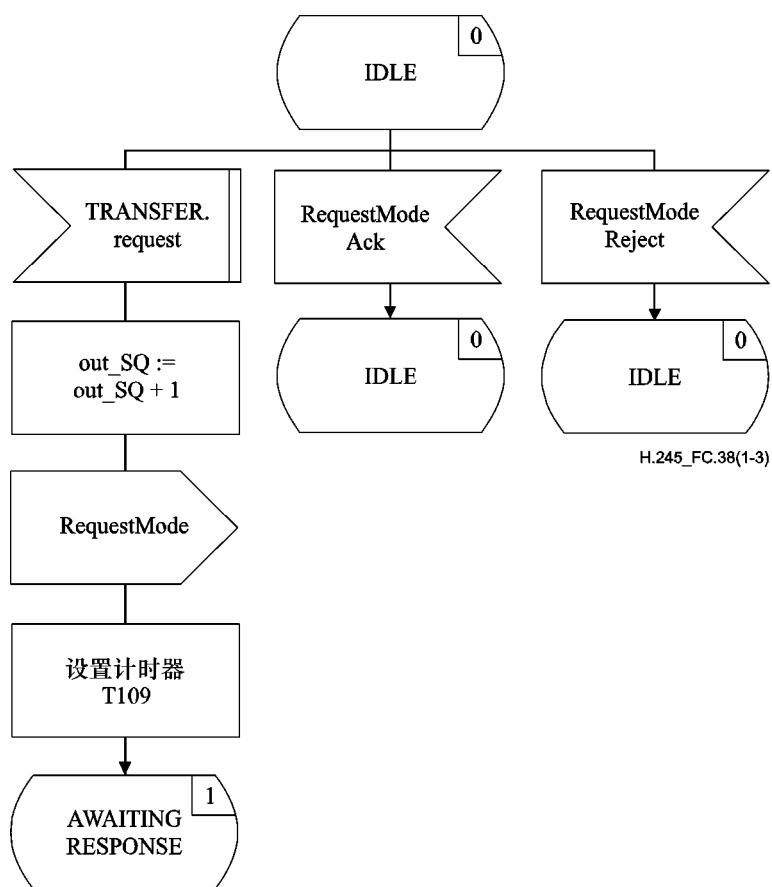 0
IDLE
TRANSFER.
request
RequestMode
Ack
RequestMode
Reject
out_SQ :=
out_SQ + 1
0
IDLE
0
IDLE
H.245_FC.38(1-3)
RequestMode
设置计时器
T109
1
AWAITING
RESPONSE